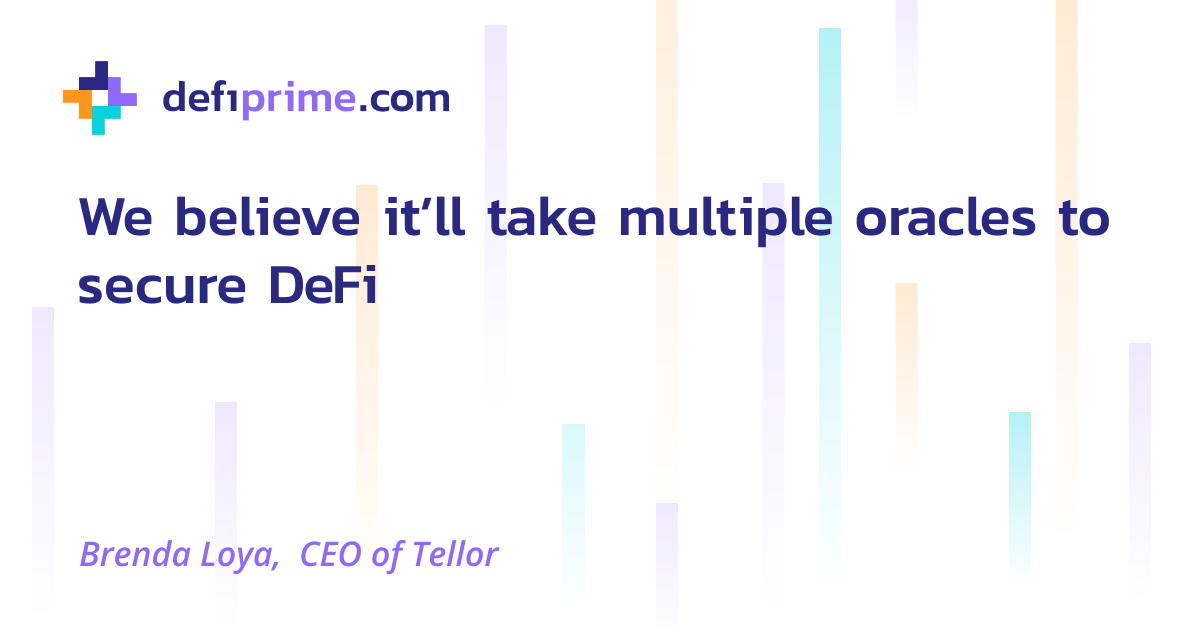 defiprime.com
We believe it’ll take multiple oracles to
secure DeFi
Brenda Loya, CEO of Tellor